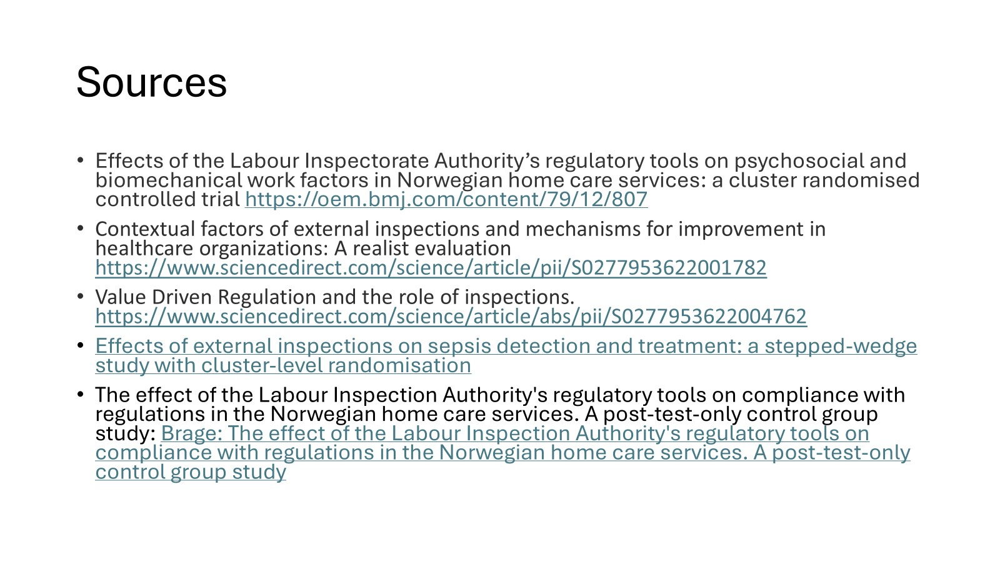 Sources
• Effects of the Labour Inspectorate Authority’s regulatory tools on psychosocial and
biomechanical work factors in Norwegian home care services: a cluster randomised
controlled trial https://oem.bmj.com/content/79/12/807
• Contextual factors of external inspections and mechanisms for improvement in
healthcare organizations: A realist evaluation
https://www.sciencedirect.com/science/article/pii/S0277953622001782
• Value Driven Regulation and the role of inspections.
https://www.sciencedirect.com/science/article/abs/pii/S0277953622004762
• Effects of external inspections on sepsis detection and treatment: a stepped-wedge
study with cluster-level randomisation
• The effect of the Labour Inspection Authority's regulatory tools on compliance with
regulations in the Norwegian home care services. A post-test-only control group
study: Brage: The effect of the Labour Inspection Authority's regulatory tools on
compliance with regulations in the Norwegian home care services. A post-test-only
control group study